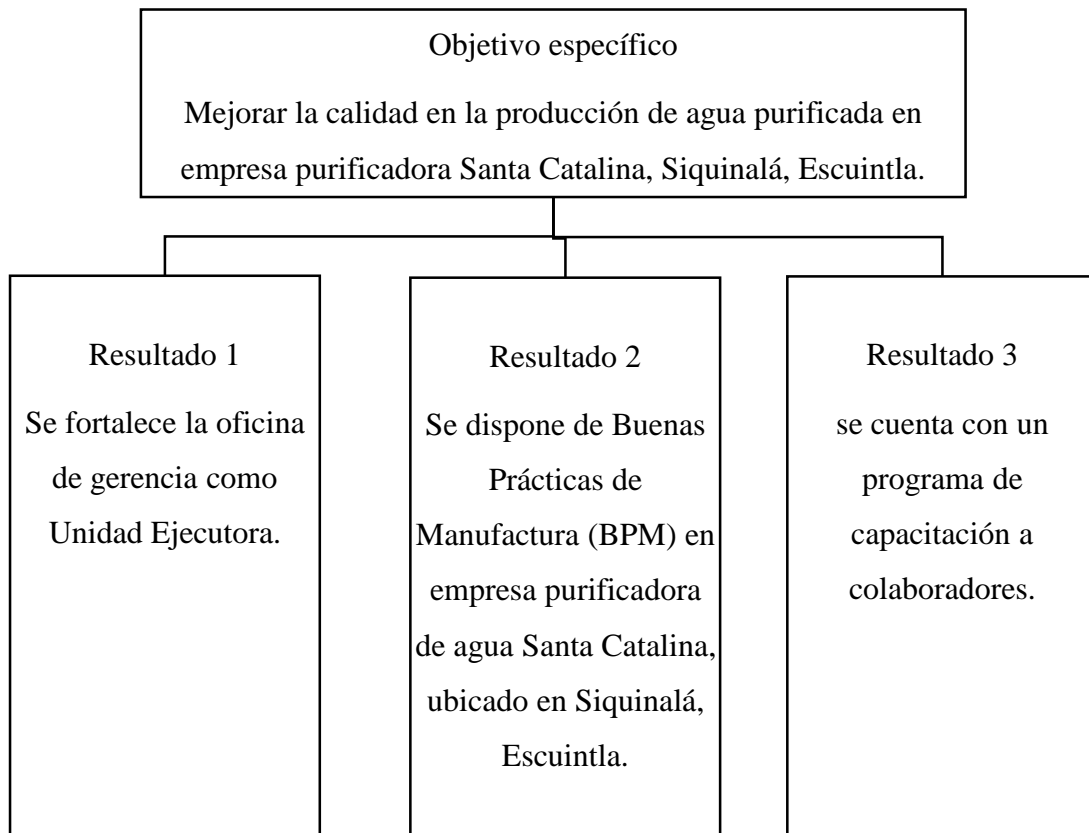 Objetivo específico
Mejorar la calidad en la producción de agua purificada en
empresa purificadora Santa Catalina, Siquinalá, Escuintla.
Resultado 1
Se fortalece la oficina
de gerencia como
Unidad Ejecutora.
Resultado 2
Se dispone de Buenas
Prácticas de
Manufactura (BPM) en
empresa purificadora
de agua Santa Catalina,
ubicado en Siquinalá,
Escuintla.
Resultado 3
se cuenta con un
programa de
capacitación a
colaboradores.